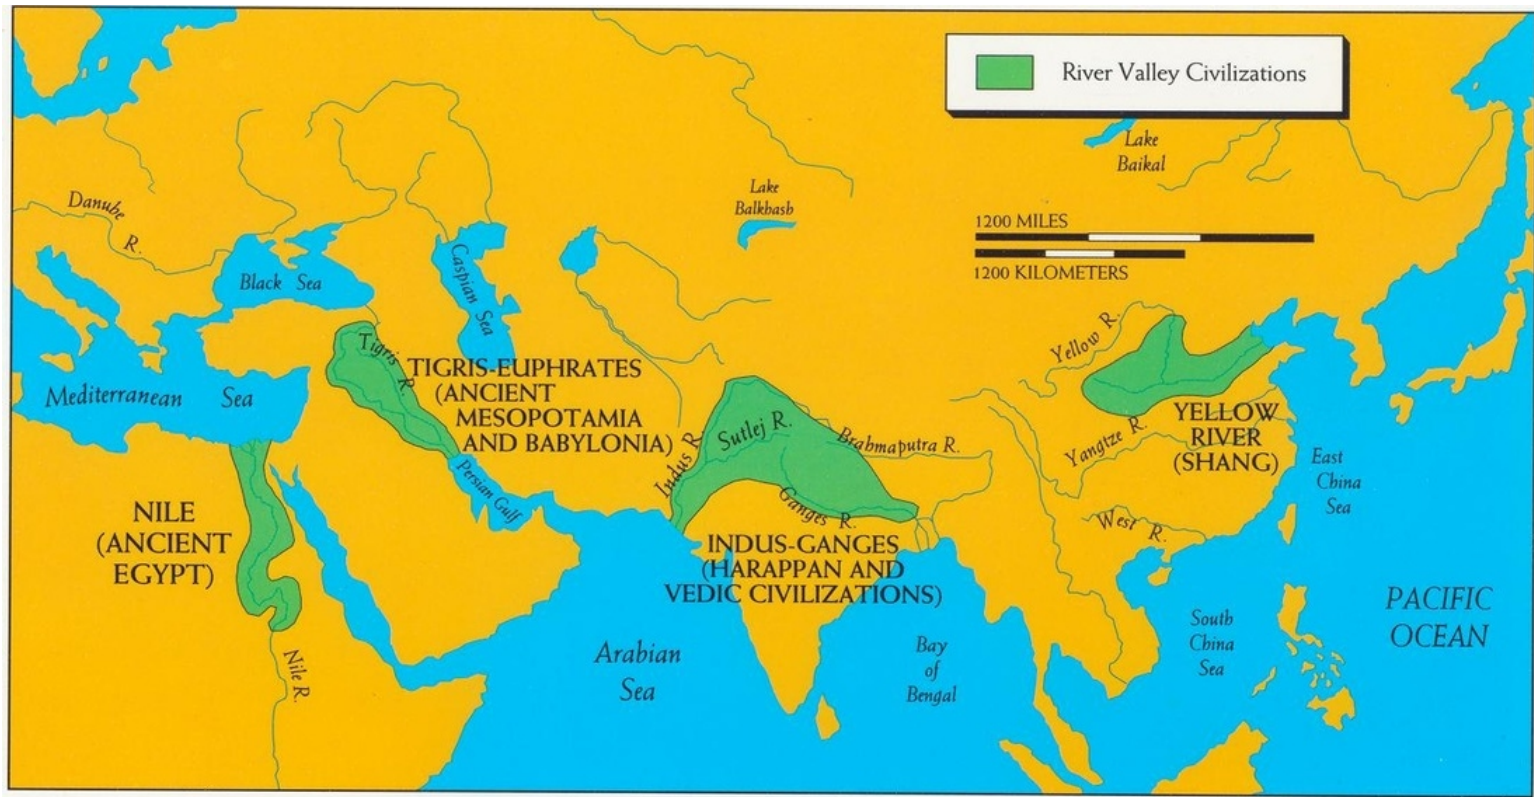 River Valley Civilizations
Lake
Baikal
Lake
Balkhash
1200 MILES
1200 KILOMETERS
Danube
R.
Black Sea
Caspian Sea
Mediterranean Sea
Tigris R.
TIGRIS-EUPHRATES
(ANCIENT
MESOPOTAMIA
AND BABYLONIA)
Persian Gulf
NILE
(ANCIENT
EGYPT)
Nile R.
Indus R.
Sutlej R.
Brahmaputra R.
Ganges R.
INDUS-GANGES
(HARAPPAN AND
VEDIC CIVILIZATIONS)
Yellow R.
YELLOW
RIVER
(SHANG)
Yangtze R.
West R.
East
China
Sea
Arabian
Sea
Bay
of
Bengal
South
China
Sea
PACIFIC
OCEAN